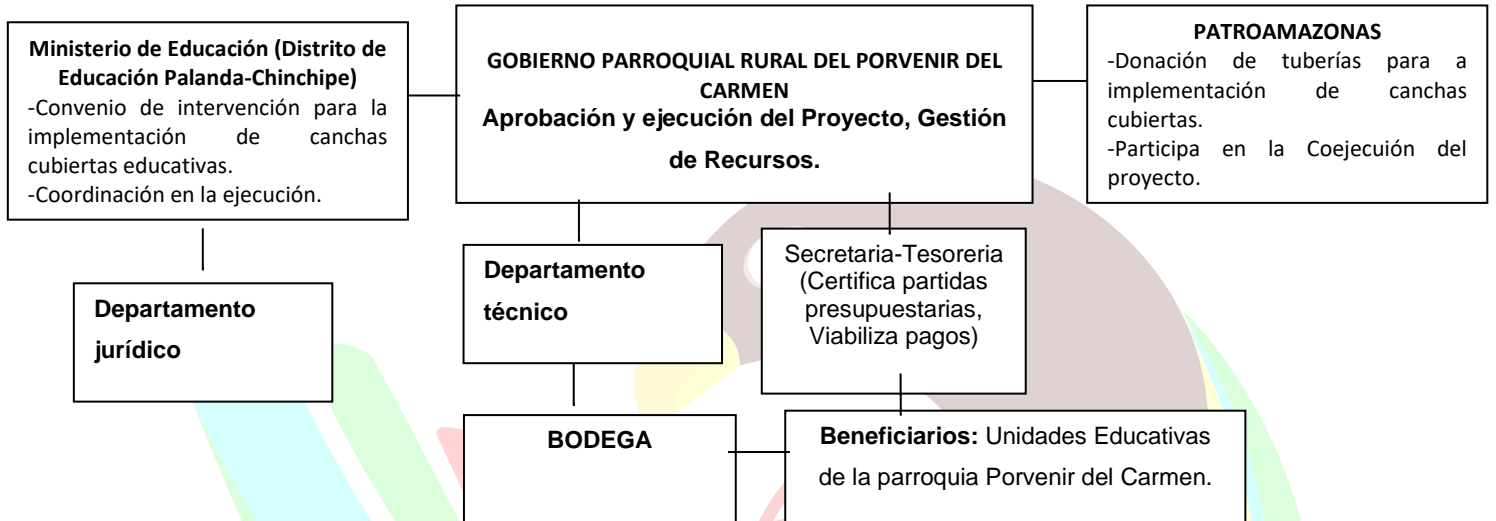 Ministerio de Educación (Distrito de
Educación Palanda-Chinchipe)
-Convenio de intervención para la
implementación de canchas
cubiertas educativas.
-Coordinación en la ejecución.
GOBIERNO PARROQUIAL RURAL DEL PORVENIR DEL
CARMEN
Aprobación y ejecución del Proyecto, Gestión
de Recursos.
PATROAMAZONAS
-Donación de tuberías para a
implementación de canchas
cubiertas.
-Participa en la Coejecuión del
proyecto.
Departamento
jurídico
Departamento
técnico
Secretaria-Tesoreria
(Certifica partidas
presupuestarias,
Viabiliza pagos)
BODEGA
Beneficiarios: Unidades Educativas
de la parroquia Porvenir del Carmen.